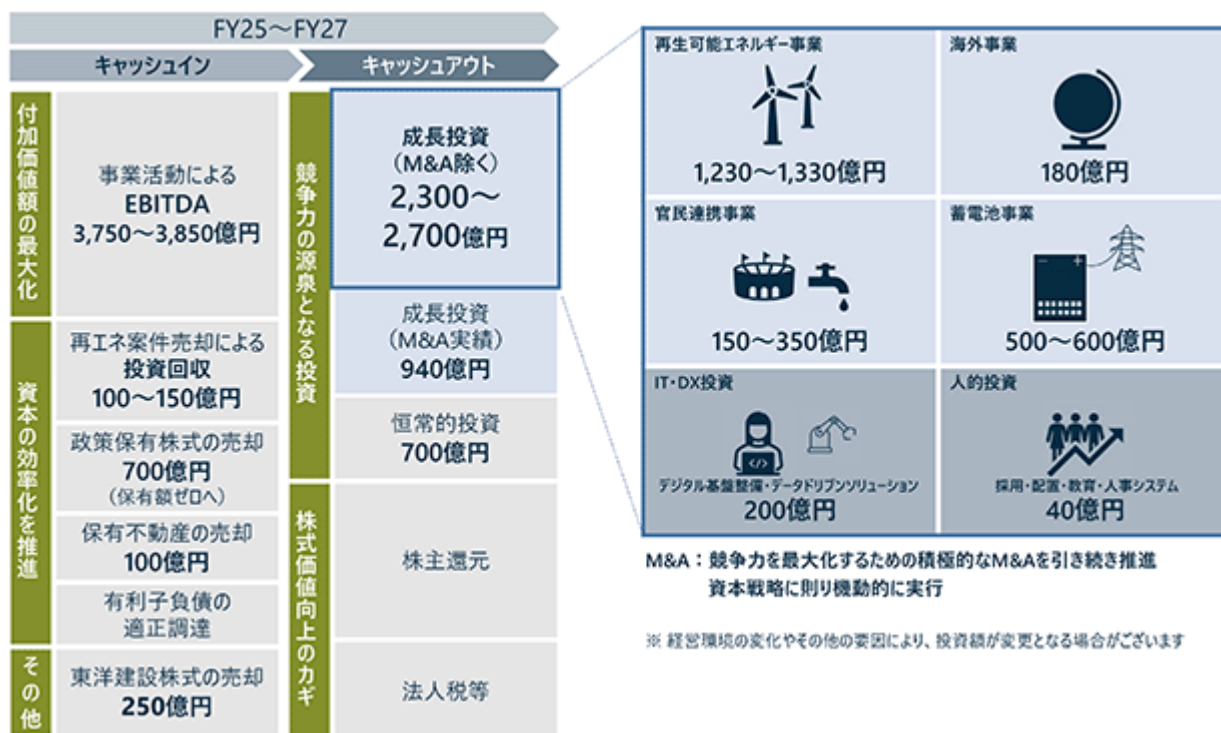 FY25～FY27
キャッシュイン
キャッシュアウト
付加価値額の最大化
事業活動による
EBITDA
3,750～3,850億円
資本の効率化を推進
再エネ案件売却による
投資回収
100～150億円
政策保有株式の売却
700億円
（保有額ゼロへ）
保有不動産の売却
100億円
有利子負債の
適正調達
その他
東洋建設株式の売却
250億円
競争力の源泉となる投資
成長投資
（M&A除く）
2,300～
2,700億円
成長投資
（M&A実績）
940億円
恒常的投資
700億円
株式価値向上のカギ
株主還元
法人税等
再生可能エネルギー事業
1,230～1,330億円
海外事業
180億円
官民連携事業
150～350億円
蓄電池事業
500～600億円
IT・DX投資
デジタル基盤整備・データドリブンソリューション
200億円
人的投資
採用・配置・教育・人事システム
40億円
M&A：競争力を最大化するための積極的なM&Aを引き続き推進
資本戦略に則り機動的に実行
※ 経営環境の変化やその他の要因により、投資額が変更となる場合がございます